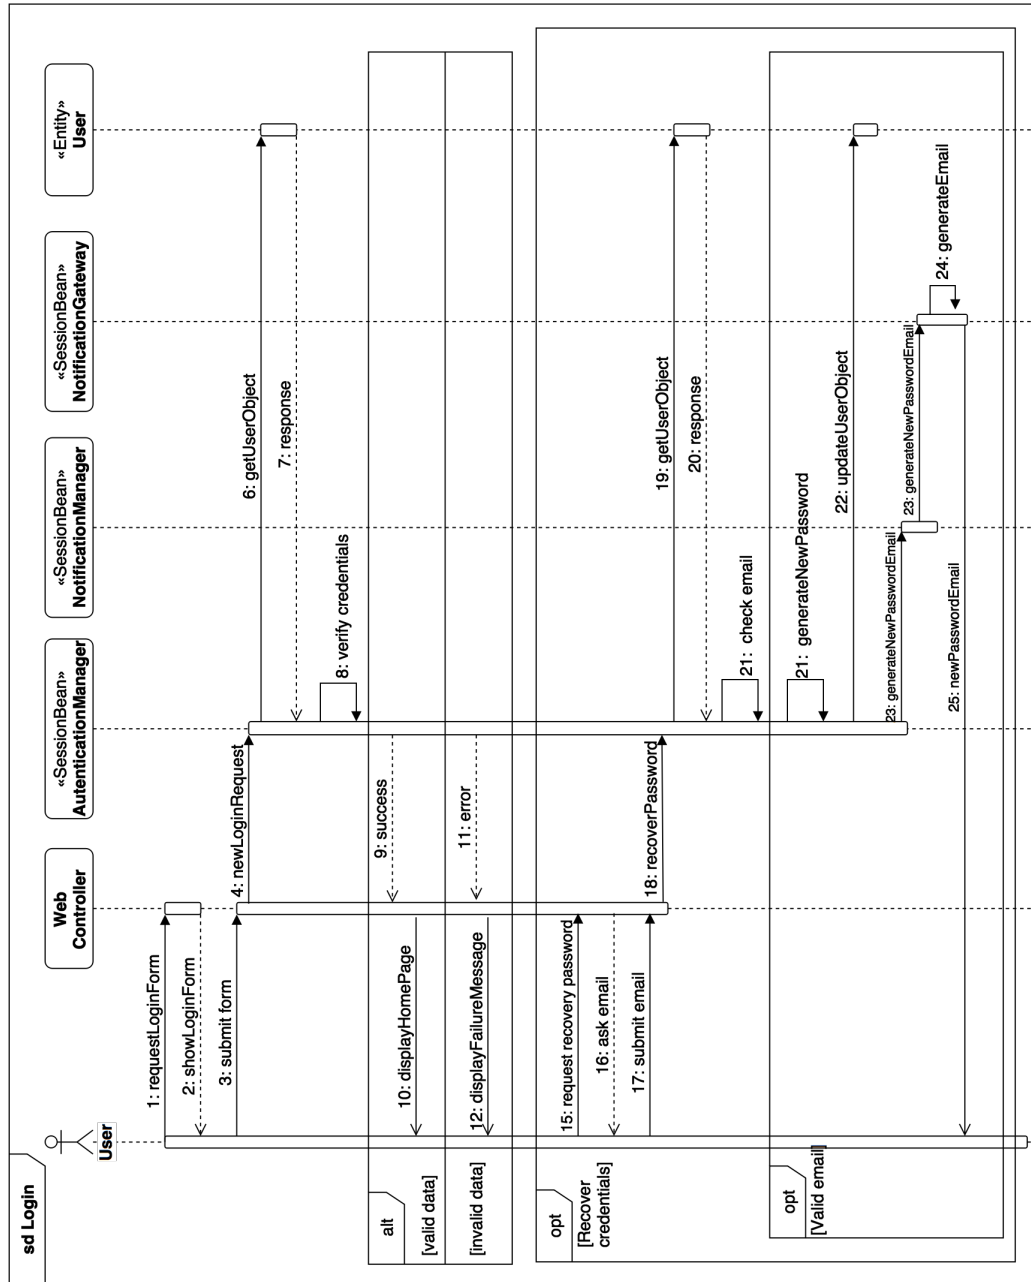 sd Login
User
Web
Controller
«SessionBean»
AutenticationManager
«SessionBean»
NotificationManager
«SessionBean»
NotificationGateway
«Entity»
User
1: requestLoginForm
2: showLoginForm
3: submit form
4: newLoginRequest
6: getUserObject
7: response
8: verify credentials
alt
[valid data]
9: success
10: displayHomePage
[invalid data]
11: error
12: displayFailureMessage
opt
[Recover
credentials]
15: request recovery password
16: ask email
17: submit email
18: recoverPassword
19: getUserObject
20: response
21: check email
opt
[Valid email]
21: generateNewPassword
22: updateUserObject
23: generateNewPasswordEmail
23: generateNewPasswordEmail
24: generateEmail
25: newPasswordEmail